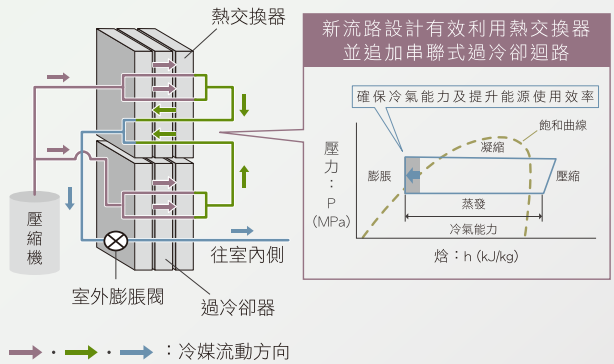 熱交換器
壓縮機
室外膨脹閥
過冷卻器
往室內側
新流路設計有效利用熱交換器
並追加串聯式過冷卻迴路
確保冷氣能力及提升能源使用效率
飽和曲線
凝縮
膨脹
壓縮
蒸發
冷氣能力
壓力：P
(MPa)
焓：h (kJ/kg)
・ ・ ：冷媒流動方向